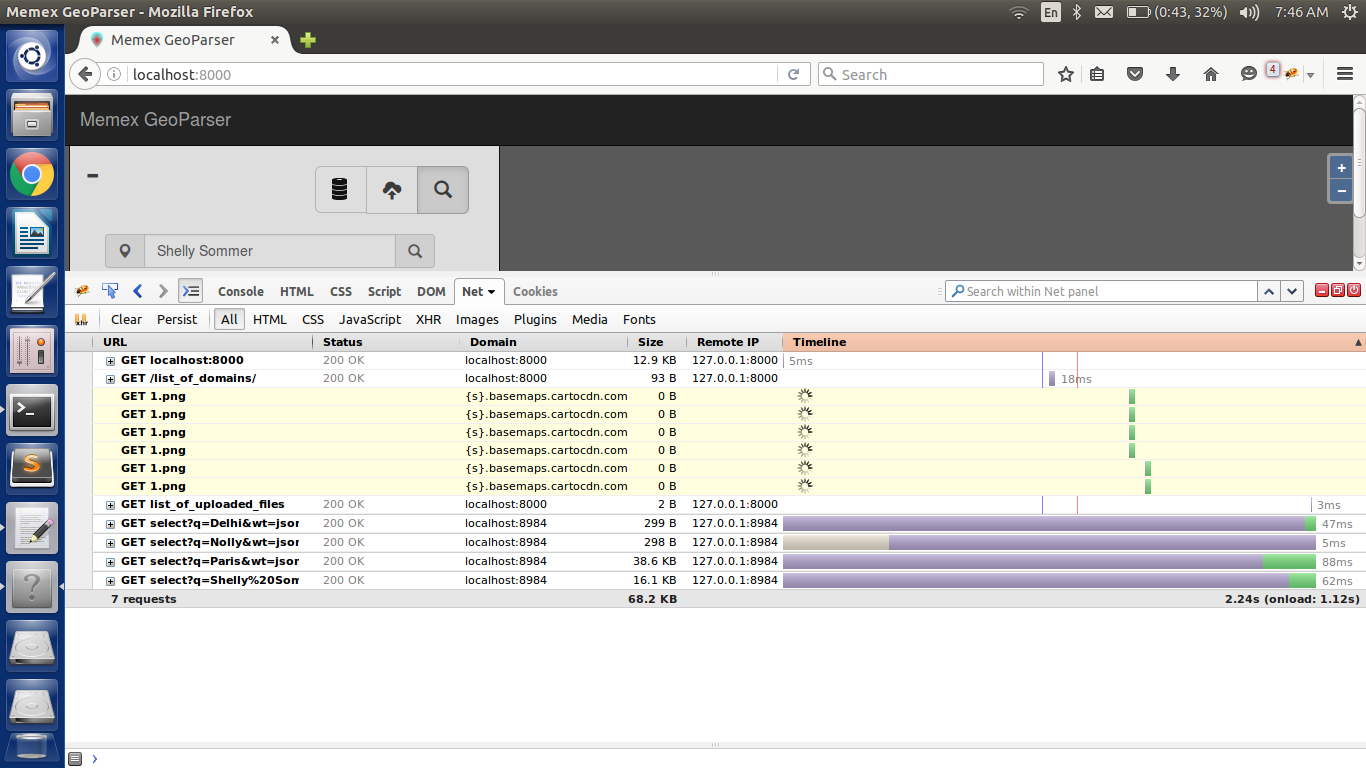 Memex GeoParser - Mozilla Firefox
En
(0:43, 32%)
7:46 AM
Memex GeoParser
localhost:8000
Search
4
Memex GeoParser
+
−
Shelly Sommer
Console HTML CSS Script DOM Net Cookies
Search within Net panel
xhr
Clear Persist All HTML CSS JavaScript XHR Images Plugins Media Fonts
URL Status Domain Size Remote IP Timeline
GET localhost:8000 200 OK localhost:8000 12.9 KB 127.0.0.1:8000 5ms
GET /list_of_domains/ 200 OK localhost:8000 93 B 127.0.0.1:8000 18ms
GET 1.png {s}.basemaps.cartocdn.com 0 B
GET 1.png {s}.basemaps.cartocdn.com 0 B
GET 1.png {s}.basemaps.cartocdn.com 0 B
GET 1.png {s}.basemaps.cartocdn.com 0 B
GET 1.png {s}.basemaps.cartocdn.com 0 B
GET 1.png {s}.basemaps.cartocdn.com 0 B
GET list_of_uploaded_files 200 OK localhost:8000 2 B 127.0.0.1:8000 3ms
GET select?q=Delhi&wt=jsor 200 OK localhost:8984 299 B 127.0.0.1:8984 47ms
GET select?q=Nolly&wt=jsor 200 OK localhost:8984 298 B 127.0.0.1:8984 5ms
GET select?q=Paris&wt=jsor 200 OK localhost:8984 38.6 KB 127.0.0.1:8984 88ms
GET select?q=Shelly%20Som 200 OK localhost:8984 16.1 KB 127.0.0.1:8984 62ms
7 requests 68.2 KB 2.24s (onload: 1.12s)